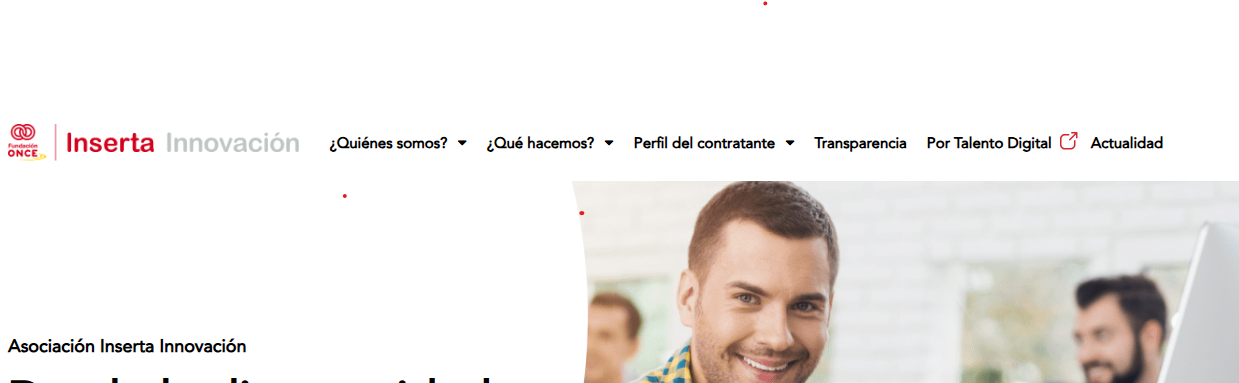 Fundación
ONCE
Inserta Innovación
¿Quiénes somos?
¿Qué hacemos?
Perfil del contratante
Transparencia
Por Talento Digital
Actualidad
Asociación Inserta Innovación